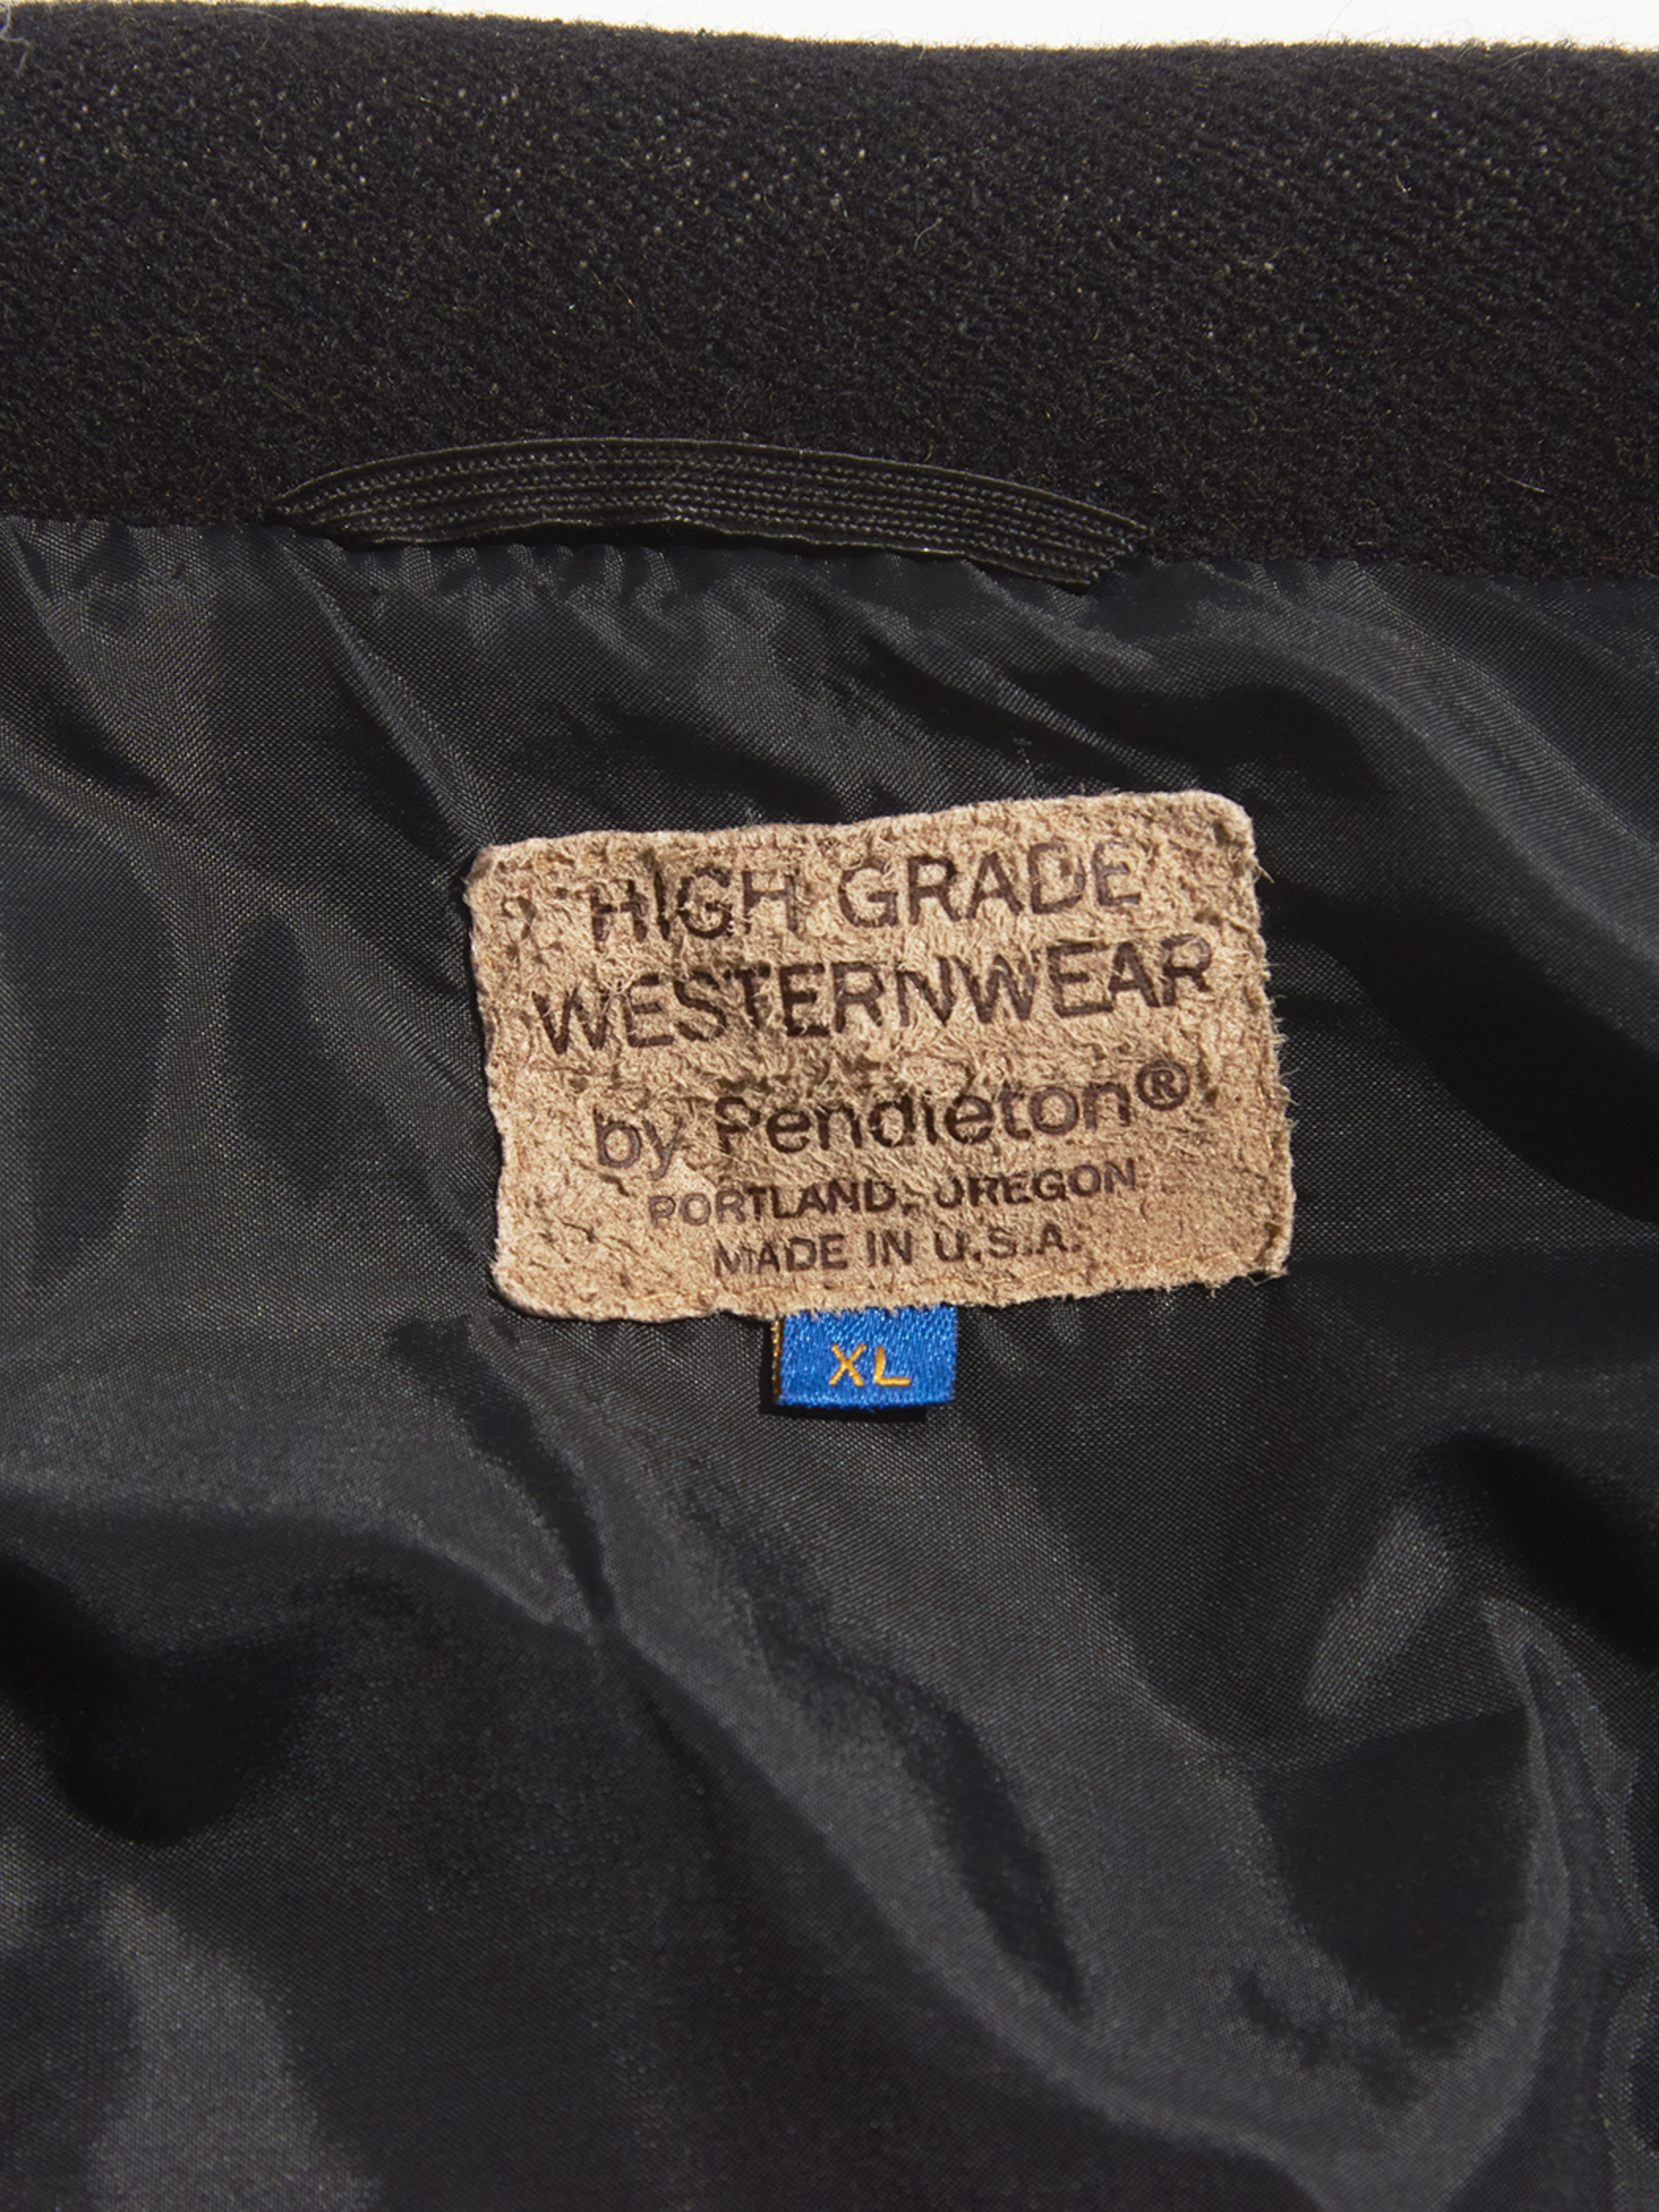 HIGH GRADE
WESTERNWEAR
by Pendleton®
PORTLAND, OREGON
MADE IN U.S.A.
XL